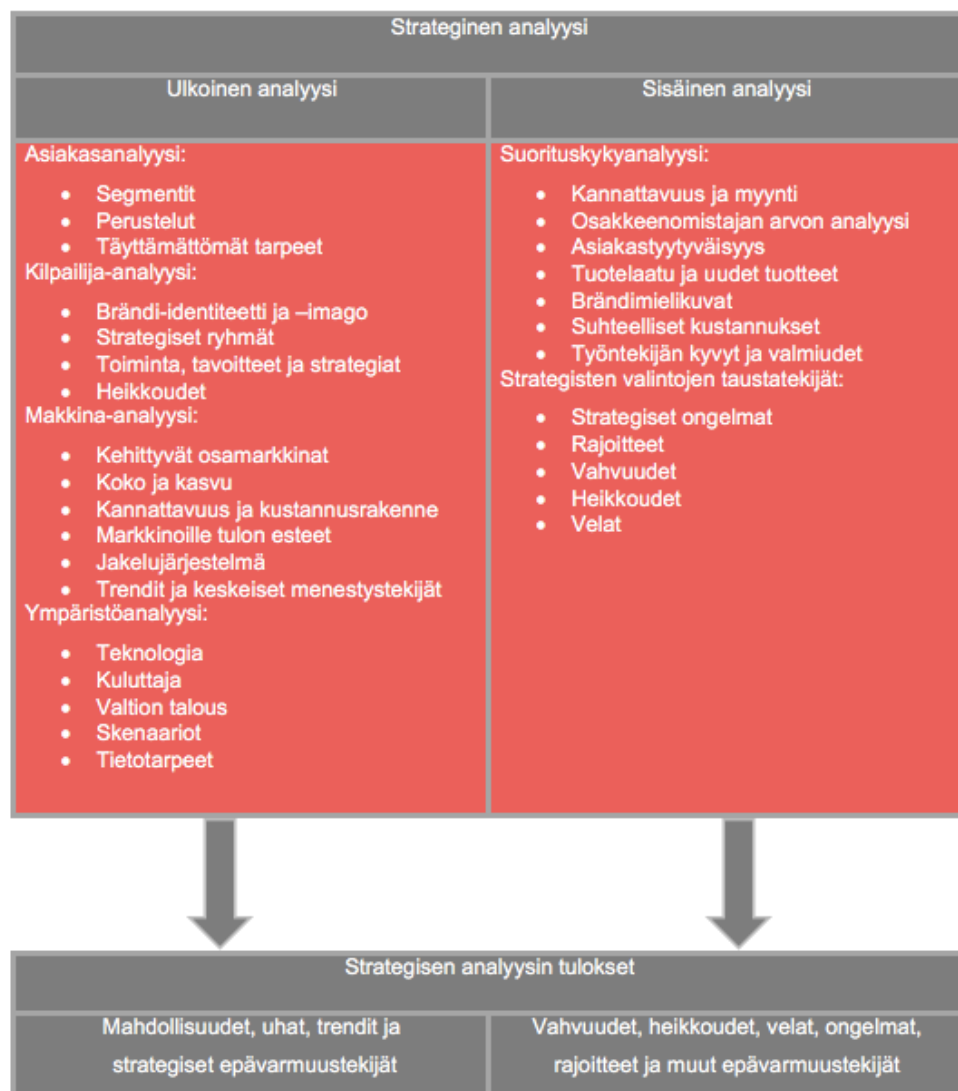 Strateginen analyysi
Ulkoinen analyysi
Sisäinen analyysi
Asiakasanalyysi:
• Segmentit
• Perustelut
• Täyttämättömät tarpeet
Kilpailija-analyysi:
• Brändi-identiteetti ja –imago
• Strategiset ryhmät
• Toiminta, tavoitteet ja strategiat
• Heikkoudet
Makkina-analyysi:
• Kehittyvät osamarkkinat
• Koko ja kasvu
• Kannattavuus ja kustannusrakenne
• Markkinoille tulon esteet
• Jakelujärjestelmä
• Trendit ja keskeiset menestystekijät
Ympäristöanalyysi:
• Teknologia
• Kuluttaja
• Valtion talous
• Skenaariot
• Tietotarpeet
Suorituskykyanalyysi:
• Kannattavuus ja myynti
• Osakkeenomistajan arvon analyysi
• Asiakastyytyväisyys
• Tuotelaatu ja uudet tuotteet
• Brändimielikuvat
• Suhteelliset kustannukset
• Työntekijän kyvyt ja valmiudet
Strategisten valintojen taustatekijät:
• Strategiset ongelmat
• Rajoitteet
• Vahvuudet
• Heikkoudet
• Velat
Strategisen analyysin tulokset
Mahdollisuudet, uhat, trendit ja
strategiset epävarmuustekijät
Vahvuudet, heikkoudet, velat, ongelmat,
rajoitteet ja muut epävarmuustekijät